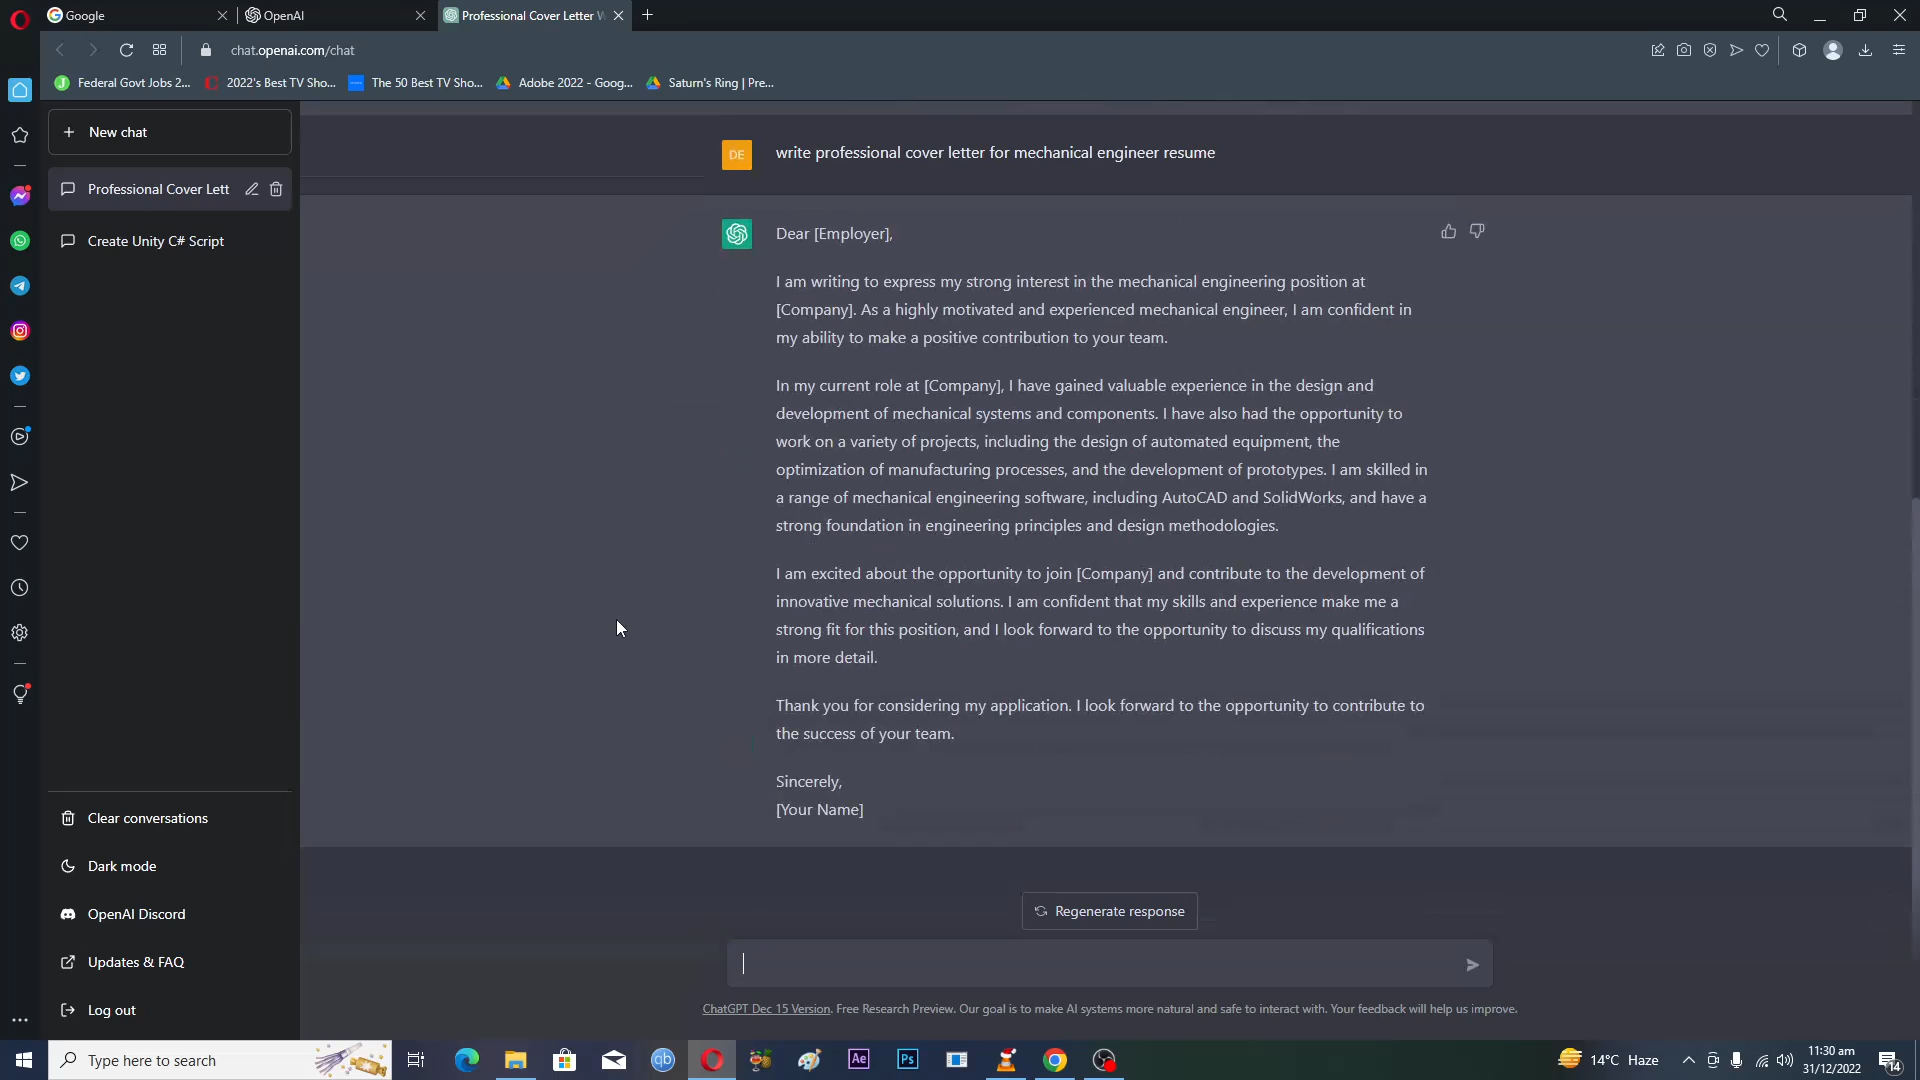 Google
OpenAI
Professional Cover Letter W
chat.openai.com/chat
Federal Govt Jobs 2...
2022's Best TV Sho...
The 50 Best TV Sho...
Adobe 2022 - Goog...
Saturn's Ring | Pre...
New chat
Professional Cover Lett
Create Unity C# Script
DE
write professional cover letter for mechanical engineer resume
Dear [Employer],
I am writing to express my strong interest in the mechanical engineering position at
[Company]. As a highly motivated and experienced mechanical engineer, I am confident in
my ability to make a positive contribution to your team.
In my current role at [Company], I have gained valuable experience in the design and
development of mechanical systems and components. I have also had the opportunity to
work on a variety of projects, including the design of automated equipment, the
optimization of manufacturing processes, and the development of prototypes. I am skilled in
a range of mechanical engineering software, including AutoCAD and SolidWorks, and have a
strong foundation in engineering principles and design methodologies.
I am excited about the opportunity to join [Company] and contribute to the development of
innovative mechanical solutions. I am confident that my skills and experience make me a
strong fit for this position, and I look forward to the opportunity to discuss my qualifications
in more detail.
Thank you for considering my application. I look forward to the opportunity to contribute to
the success of your team.
Sincerely,
[Your Name]
Clear conversations
Dark mode
OpenAI Discord
Updates & FAQ
Log out
Regenerate response
ChatGPT Dec 15 Version. Free Research Preview. Our goal is to make AI systems more natural and safe to interact with. Your feedback will help us improve.
Type here to search
qb
Ae
Ps
14°C Haze
11:30 am
31/12/2022
14